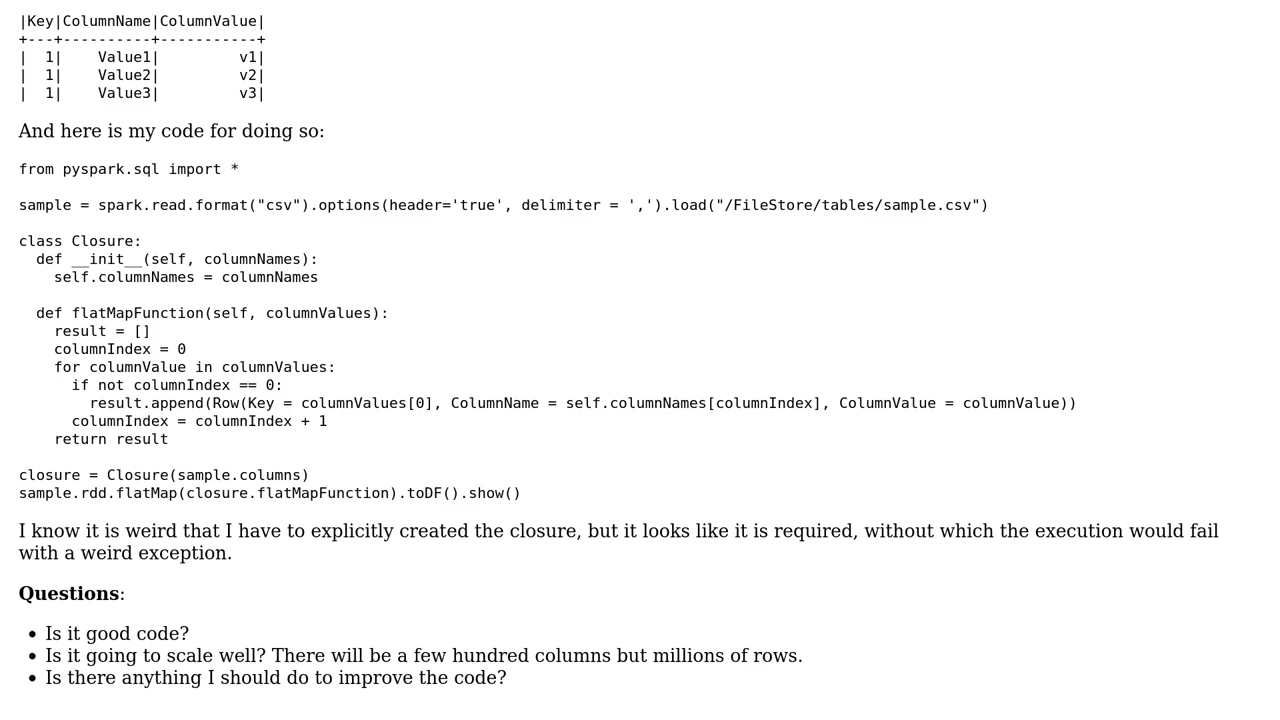 |Key|ColumnName|ColumnValue|
+---+----------+-----------+
|  1|    Value1|         v1|
|  1|    Value2|         v2|
|  1|    Value3|         v3|
And here is my code for doing so:
from pyspark.sql import *
sample = spark.read.format("csv").options(header='true', delimiter = ',').load("/FileStore/tables/sample.csv")
class Closure:
  def __init__(self, columnNames):
    self.columnNames = columnNames
  def flatMapFunction(self, columnValues):
    result = []
    columnIndex = 0
    for columnValue in columnValues:
      if not columnIndex == 0:
        result.append(Row(Key = columnValues[0], ColumnName = self.columnNames[columnIndex], ColumnValue = columnValue))
      columnIndex = columnIndex + 1
    return result
closure = Closure(sample.columns)
sample.rdd.flatMap(closure.flatMapFunction).toDF().show()
I know it is weird that I have to explicitly created the closure, but it looks like it is required, without which the execution would fail
with a weird exception.
Questions:
• Is it good code?
• Is it going to scale well? There will be a few hundred columns but millions of rows.
• Is there anything I should do to improve the code?